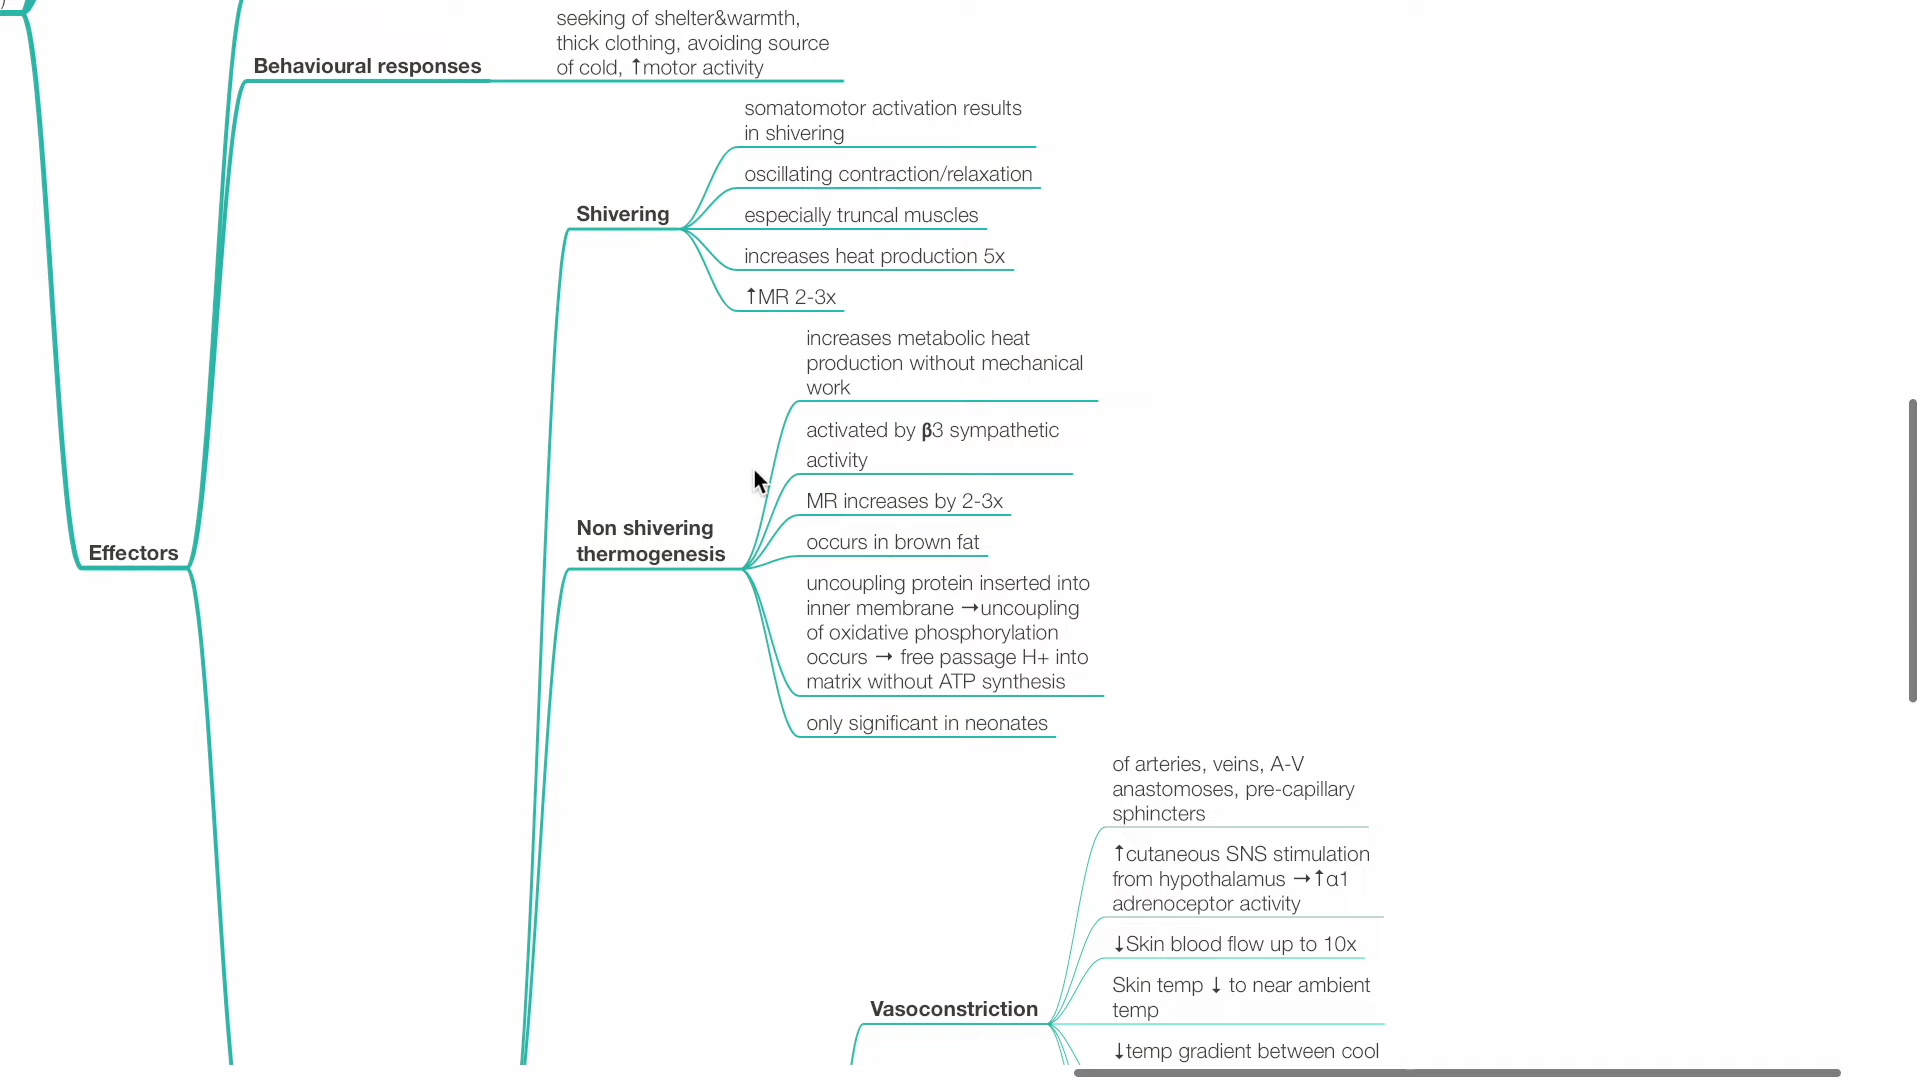 )
seeking of shelter&warmth,
thick clothing, avoiding source
of cold, ↑motor activity
Behavioural responses
somatomotor activation results
in shivering
oscillating contraction/relaxation
Shivering
especially truncal muscles
increases heat production 5x
↑MR 2-3x
increases metabolic heat
production without mechanical
work
activated by β3 sympathetic
activity
MR increases by 2-3x
Non shivering
thermogenesis
occurs in brown fat
Effectors
uncoupling protein inserted into
inner membrane →uncoupling
of oxidative phosphorylation
occurs → free passage H+ into
matrix without ATP synthesis
only significant in neonates
of arteries, veins, A-V
anastomoses, pre-capillary
sphincters
↑cutaneous SNS stimulation
from hypothalamus →↑α1
adrenoceptor activity
↓Skin blood flow up to 10x
Vasoconstriction
Skin temp ↓ to near ambient
temp
↓temp gradient between cool